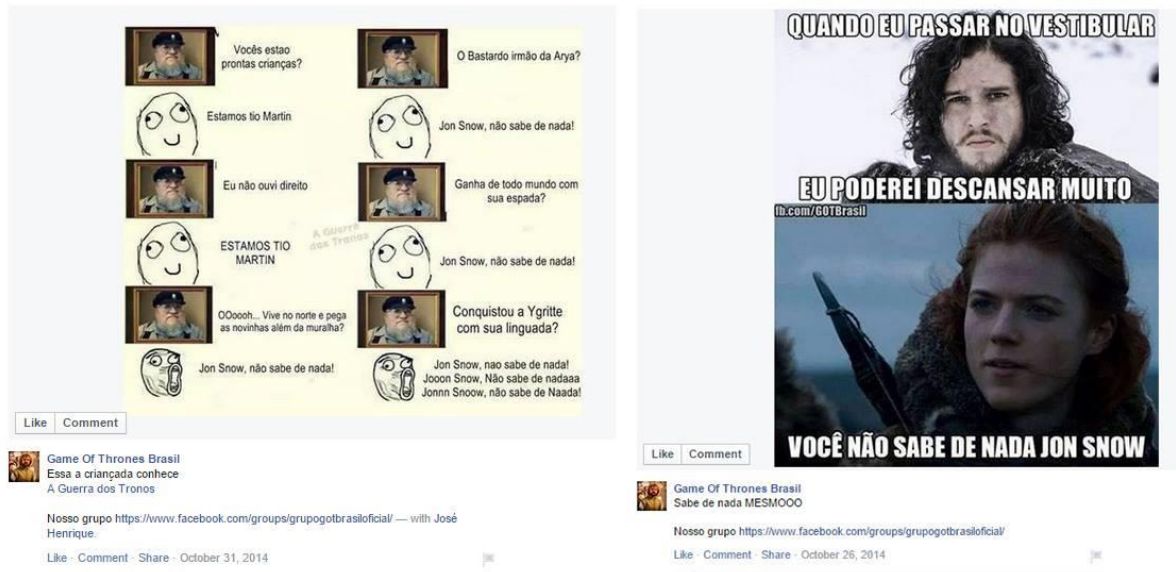 Vocês estao
prontas crianças?
Estamos tio Martin
Eu não ouvi direito
ESTAMOS TIO
MARTIN
OOoooh... Vive no norte e pega
as novinhas além da muralha?
Jon Snow, não sabe de nada!
O Bastardo irmão da Arya?
Jon Snow, não sabe de nada!
Ganha de todo mundo com
sua espada?
Jon Snow, não sabe de nada!
Conquistou a Ygritte
com sua linguada?
Jon Snow, nao sabe de nada!
Jooon Snow, Não sabe de nadaaa
Jonnn Snoow, não sabe de Naada!
A Guerra
dos Tronos
Like Comment
Game Of Thrones Brasil
Essa a criançada conhece
A Guerra dos Tronos
Nosso grupo https://www.facebook.com/groups/grupogotbrasiloficial/ — with José
Henrique.
Like · Comment · Share · October 31, 2014
QUANDO EU PASSAR NO VESTIBULAR
EU PODEREI DESCANSAR MUITO
fb.com/GOTBrasil
VOCÊ NÃO SABE DE NADA JON SNOW
Like Comment
Game Of Thrones Brasil
Sabe de nada MESMOOO
Nosso grupo https://www.facebook.com/groups/grupogotbrasiloficial/
Like · Comment · Share · October 26, 2014